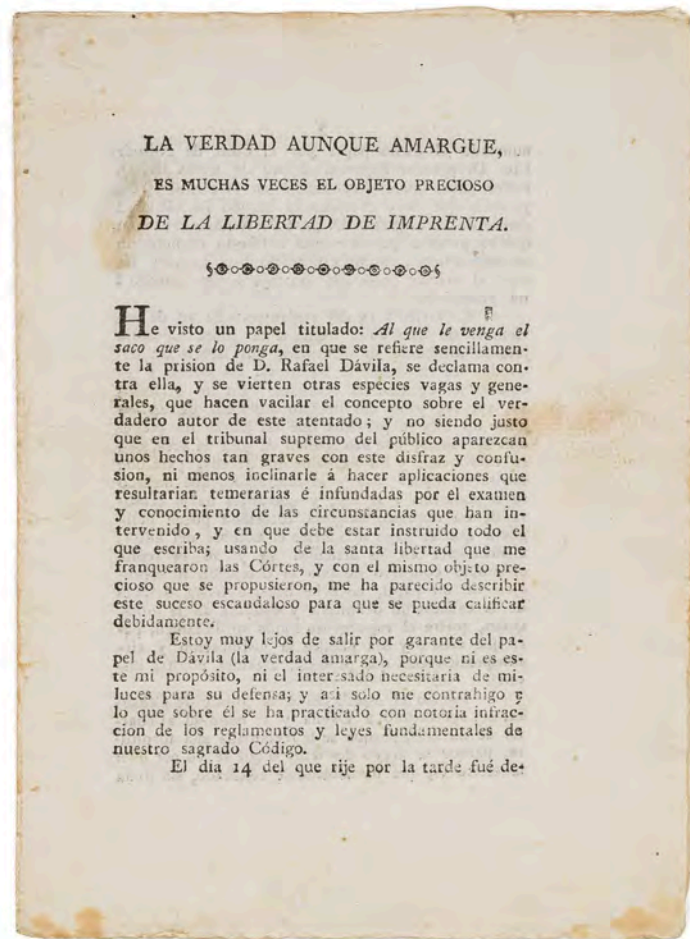 LA VERDAD AUNQUE AMARGUE,
ES MUCHAS VECES EL OBJETO PRECIOSO
DE LA LIBERTAD DE IMPRENTA.
He visto un papel titulado: Al que le venga el
saco que se lo ponga, en que se refiere sencillamen-
te la prision de D. Rafael Dávila, se declama con-
tra ella, y se vierten otras especies vagas y gene-
rales, que hacen vacilar el concepto sobre el ver-
dadero autor de este atentado; y no siendo justo
que en el tribunal supremo del público aparezcan
unos hechos tan graves con este disfraz y confu-
sion, ni menos inclinarle á hacer aplicaciones que
resultarian temerarias é infundadas por el examen
y conocimiento de las circunstancias que han in-
tervenido, y en que debe estar instruido todo el
que escriba; usando de la santa libertad que me
franquearon las Córtes, y con el mismo objeto pre-
cioso que se propusieron, me ha parecido describir
este suceso escandaloso para que se pueda calificar
debidamente.
Estoy muy lejos de salir por garante del pa-
pel de Dávila (la verdad amarga), porque ni es es-
te mi propósito, ni el interesado necesitaria de mi-
luces para su defensa; y asi solo me contrahigo
lo que sobre él se ha practicado con notoria infrac-
cion de los reglamentos y leyes fundamentales de
nuestro sagrado Código.
El dia 14 del que rije por la tarde fué de-